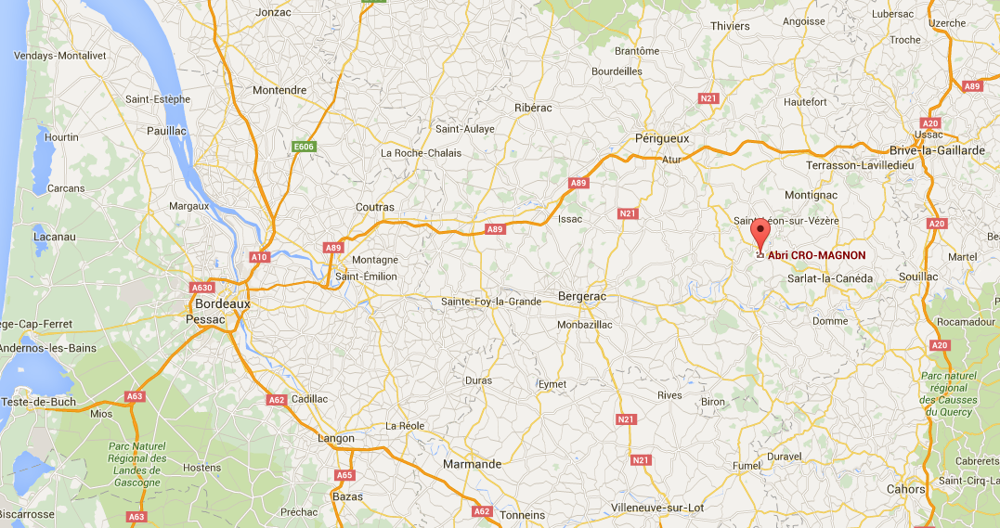 Jonzac
Thiviers
Angoisse
Lubersac
Uzerche
Troche
Vendays-Montalivet
Brantôme
Bourdeilles
A89
Saint-Estèphe
Montendre
N21
Hautefort
Ribérac
A20
Pauillac
Saint-Aulaye
Hourtin
Périgueux
Ussac
E606
La Roche-Chalais
Brive-la-Gaillarde
Atur
Terrasson-Lavilledieu
Carcans
A89
Montignac
Margaux
Coutras
N21
Issac
Saint-Léon-sur-Vézère
A89
A20
Lacanau
A89
A10
Abri CRO-MAGNON
Martel
Montagne
Saint-Émilion
Sarlat-la-Canéda
Souillac
A630
Bordeaux
Sainte-Foy-la-Grande
Bergerac
Pessac
ege-Cap-Ferret
Monbazillac
Domme
Rocamadour
Andernos-les-Bains
A20
Duras
Eymet
Parc naturel
régional
des Causses
du Quercy
A63
A62
Cadillac
Rives
Biron
Teste-de-Buch
Mios
La Réole
N21
Langon
Parc Naturel
Régional des
Landes de
Gascogne
Hostens
Marmande
N21
Fumel
Duravel
Cabrerets
A65
Saint-Cirq-La
Cahors
Bazas
Biscarrosse
Préchac
A63
A62
Tonneins
Villeneuve-sur-Lot